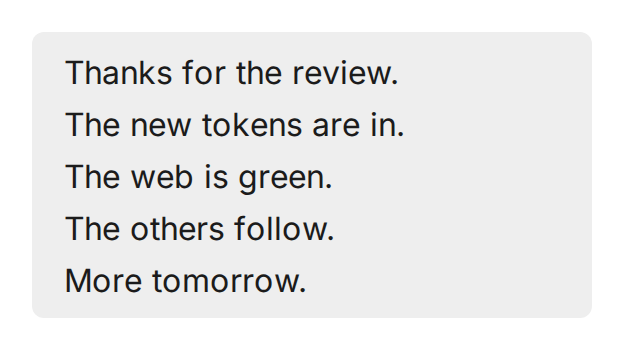 Thanks for the review.
The new tokens are in.
The web is green.
The others follow.
More tomorrow.